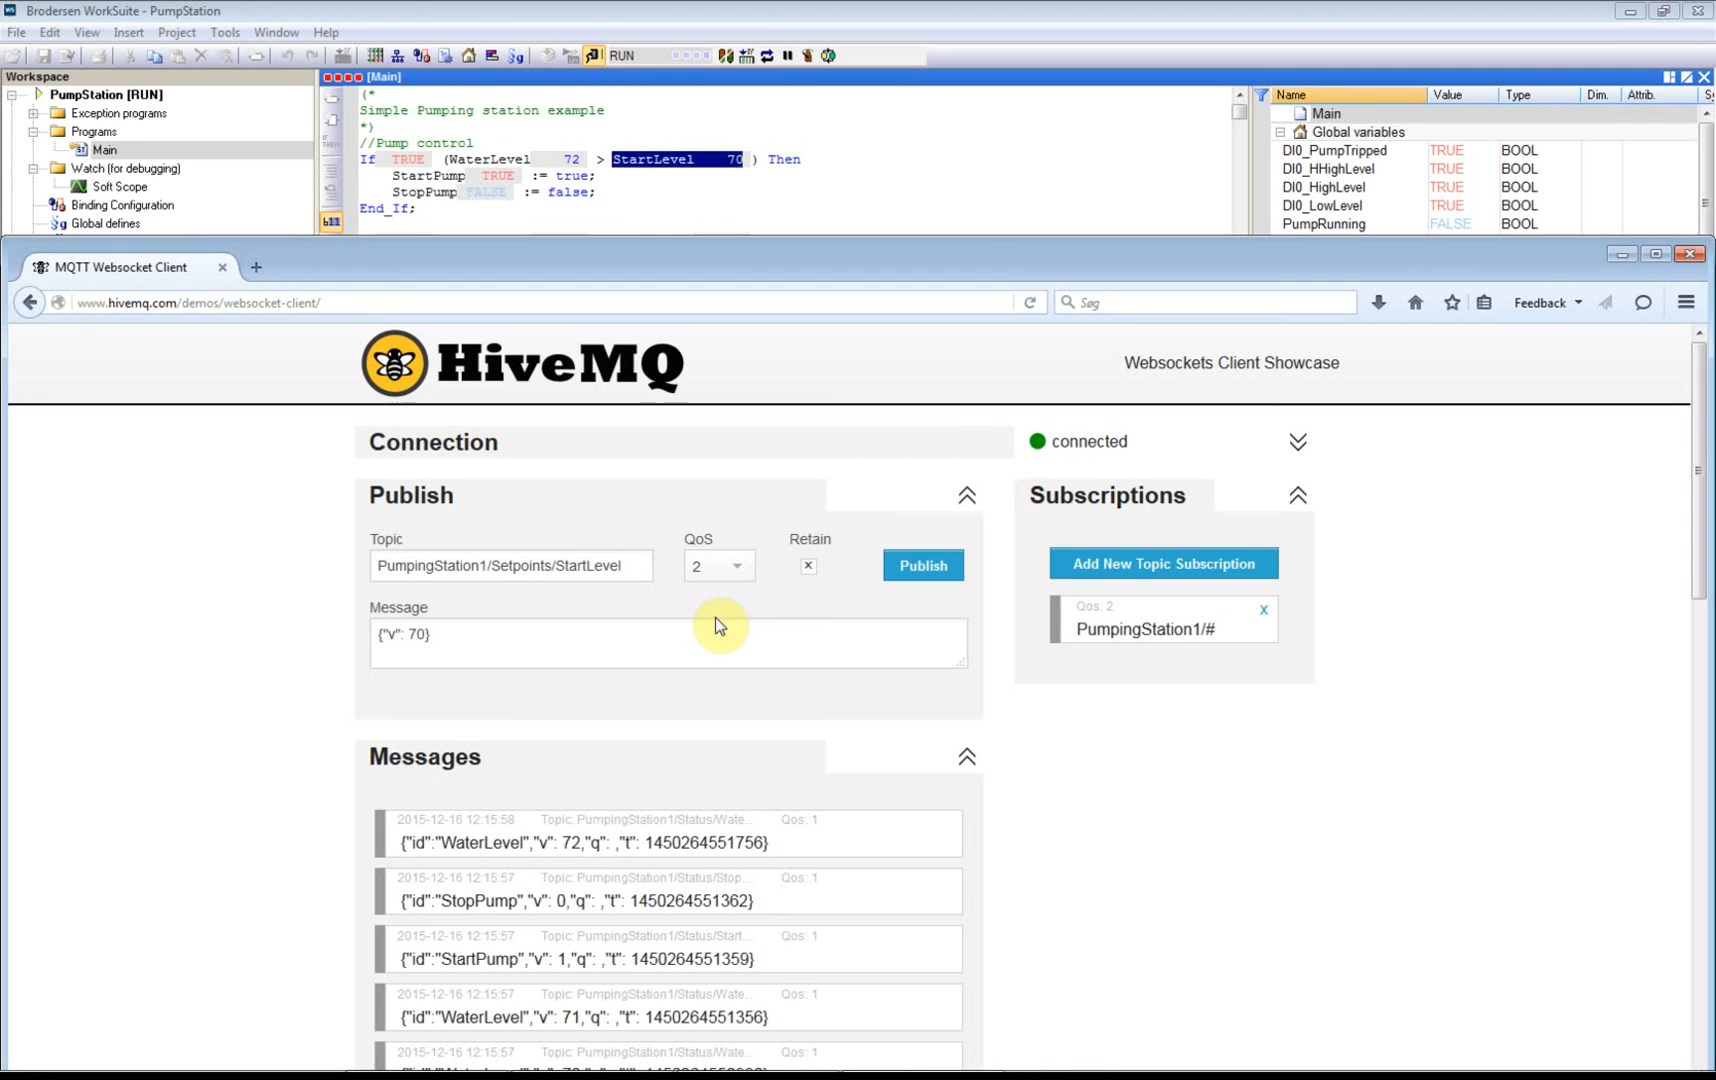 Brodersen WorkSuite - PumpStation
File Edit View Insert Project Tools Window Help
RUN
Workspace
PumpStation [RUN]
Exception programs
Programs
Main
Watch (for debugging)
Soft Scope
Binding Configuration
Global defines
[Main]
(*
Simple Pumping station example
*)
//Pump control
If TRUE (WaterLevel 72 > StartLevel 70 ) Then
StartPump TRUE := true;
StopPump FALSE := false;
End_If;
Name Value Type Dim. Attrib.
Main
Global variables
DI0_PumpTripped TRUE BOOL
DI0_HHighLevel TRUE BOOL
DI0_HighLevel TRUE BOOL
DI0_LowLevel TRUE BOOL
PumpRunning FALSE BOOL
MQTT Websocket Client
www.hivemq.com/demos/websocket-client/
Søg
Feedback
HiveMQ
Websockets Client Showcase
Connection
connected
Publish
Topic QoS Retain
PumpingStation1/Setpoints/StartLevel 2 Publish
Message
{"v": 70}
Subscriptions
Add New Topic Subscription
Qos: 2 x
PumpingStation1/#
Messages
2015-12-16 12:15:58 Topic: PumpingStation1/Status/Wate... Qos: 1
{"id":"WaterLevel","v": 72,"q": ,"t": 1450264551756}
2015-12-16 12:15:57 Topic: PumpingStation1/Status/Stop... Qos: 1
{"id":"StopPump","v": 0,"q": ,"t": 1450264551362}
2015-12-16 12:15:57 Topic: PumpingStation1/Status/Start... Qos: 1
{"id":"StartPump","v": 1,"q": ,"t": 1450264551359}
2015-12-16 12:15:57 Topic: PumpingStation1/Status/Wate... Qos: 1
{"id":"WaterLevel","v": 71,"q": ,"t": 1450264551356}
2015-12-16 12:15:57 Topic: PumpingStation1/Status/Wate... Qos: 1